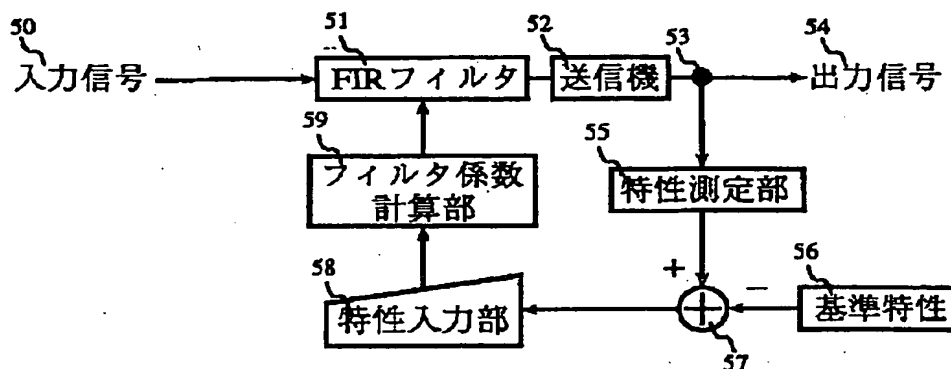 50
51
52
53
54
入力信号
FIRフィルタ
送信機
出力信号
59
55
フィルタ係数
計算部
特性測定部
58
+
−
56
特性入力部
基準特性
57